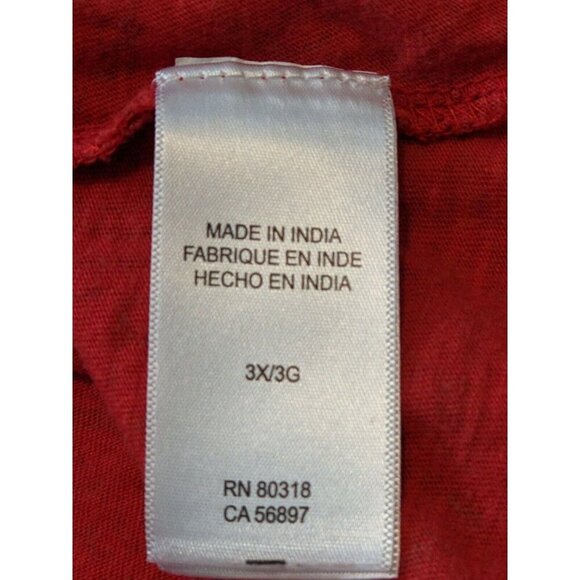 MADE IN INDIA
FABRIQUE EN INDE
HECHO EN INDIA
3X/3G
RN 80318
CA 56897